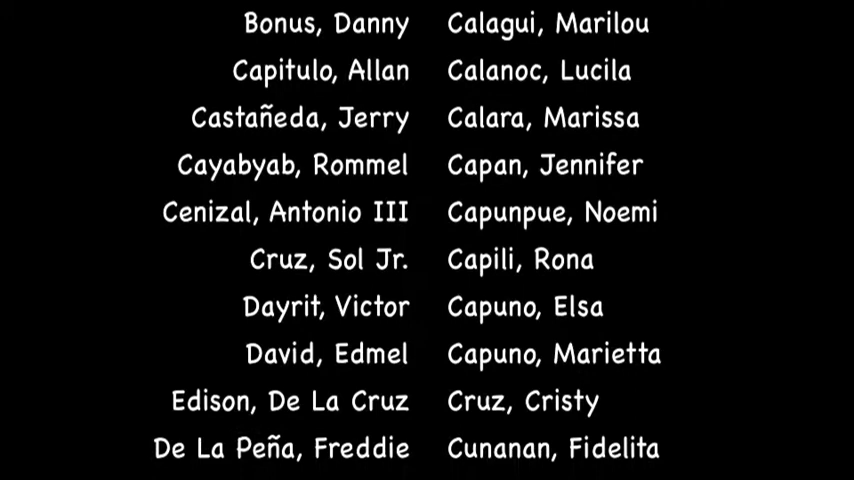 Bonus, Danny Calagui, Marilou
Capitulo, Allan Calanoc, Lucila
Castañeda, Jerry Calara, Marissa
Cayabyab, Rommel Capan, Jennifer
Cenizal, Antonio III Capunpue, Noemi
Cruz, Sol Jr. Capili, Rona
Dayrit, Victor Capuno, Elsa
David, Edmel Capuno, Marietta
Edison, De La Cruz Cruz, Cristy
De La Peña, Freddie Cunanan, Fidelita